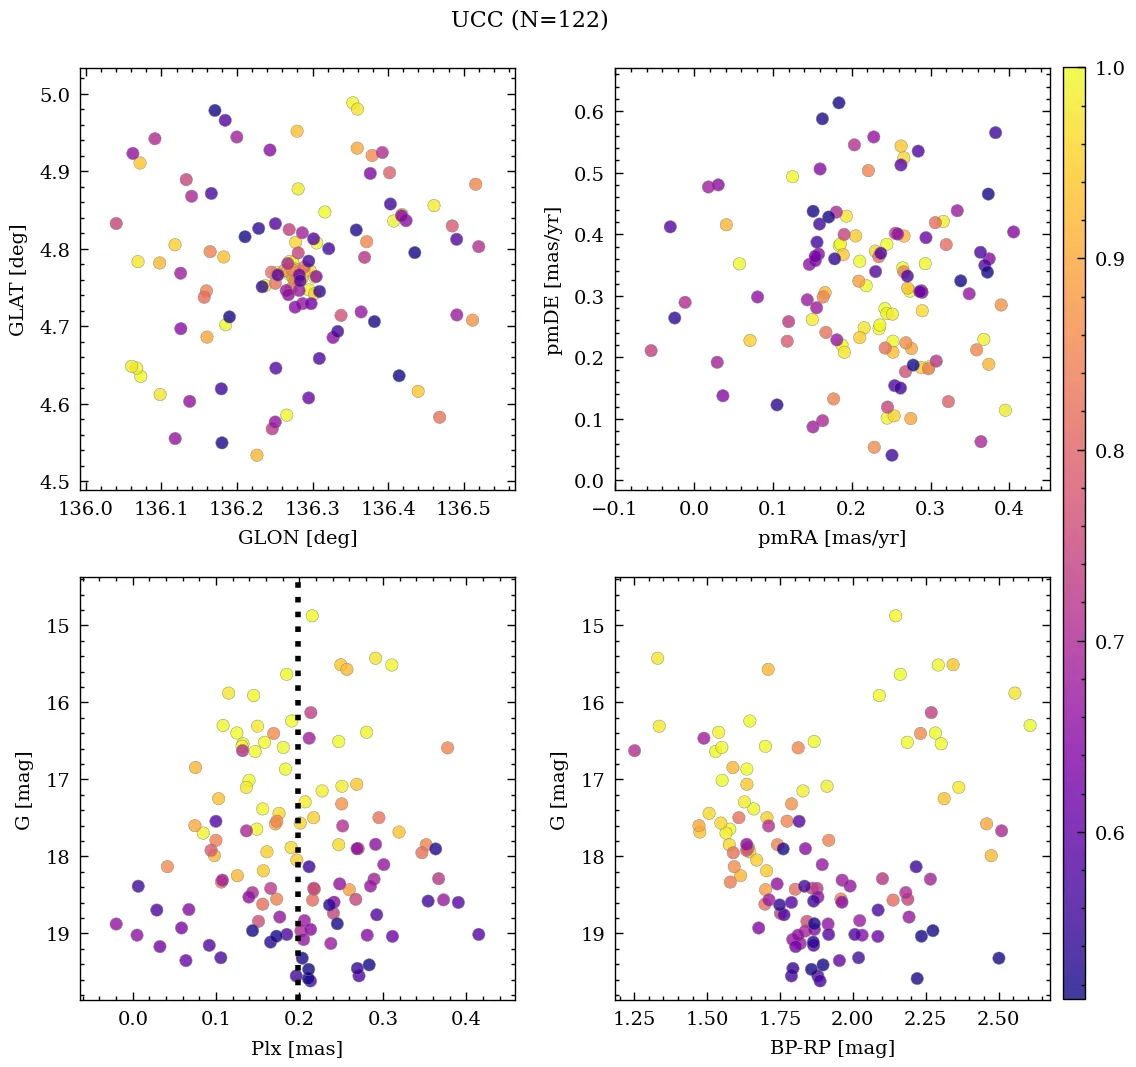 UCC (N=122)
5.0
4.9
4.8
4.7
4.6
4.5
GLAT [deg]
136.0 136.1 136.2 136.3 136.4 136.5
GLON [deg]
0.6
0.5
0.4
0.3
0.2
0.1
0.0
pmDE [mas/yr]
−0.1 0.0 0.1 0.2 0.3 0.4
pmRA [mas/yr]
15
16
17
18
19
G [mag]
0.0 0.1 0.2 0.3 0.4
Plx [mas]
15
16
17
18
19
G [mag]
1.25 1.50 1.75 2.00 2.25 2.50
BP-RP [mag]
1.0
0.9
0.8
0.7
0.6